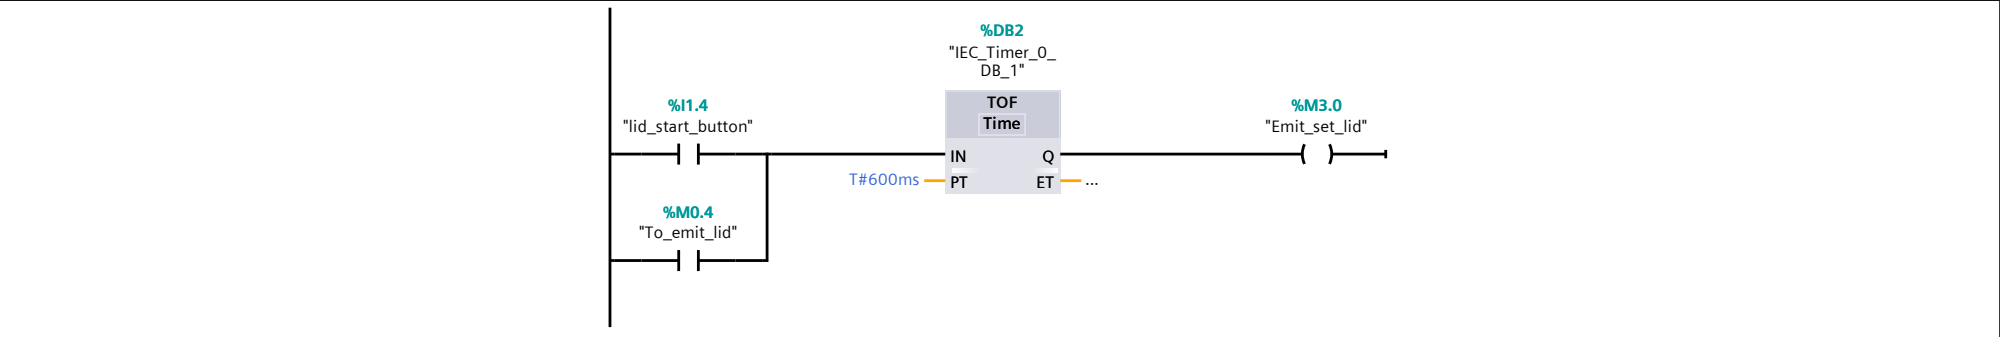 %DB2
"IEC_Timer_0_
DB_1"
%I1.4
"lid_start_button"
TOF
Time
%M3.0
"Emit_set_lid"
IN
Q
T#600ms
PT
ET
...
%M0.4
"To_emit_lid"